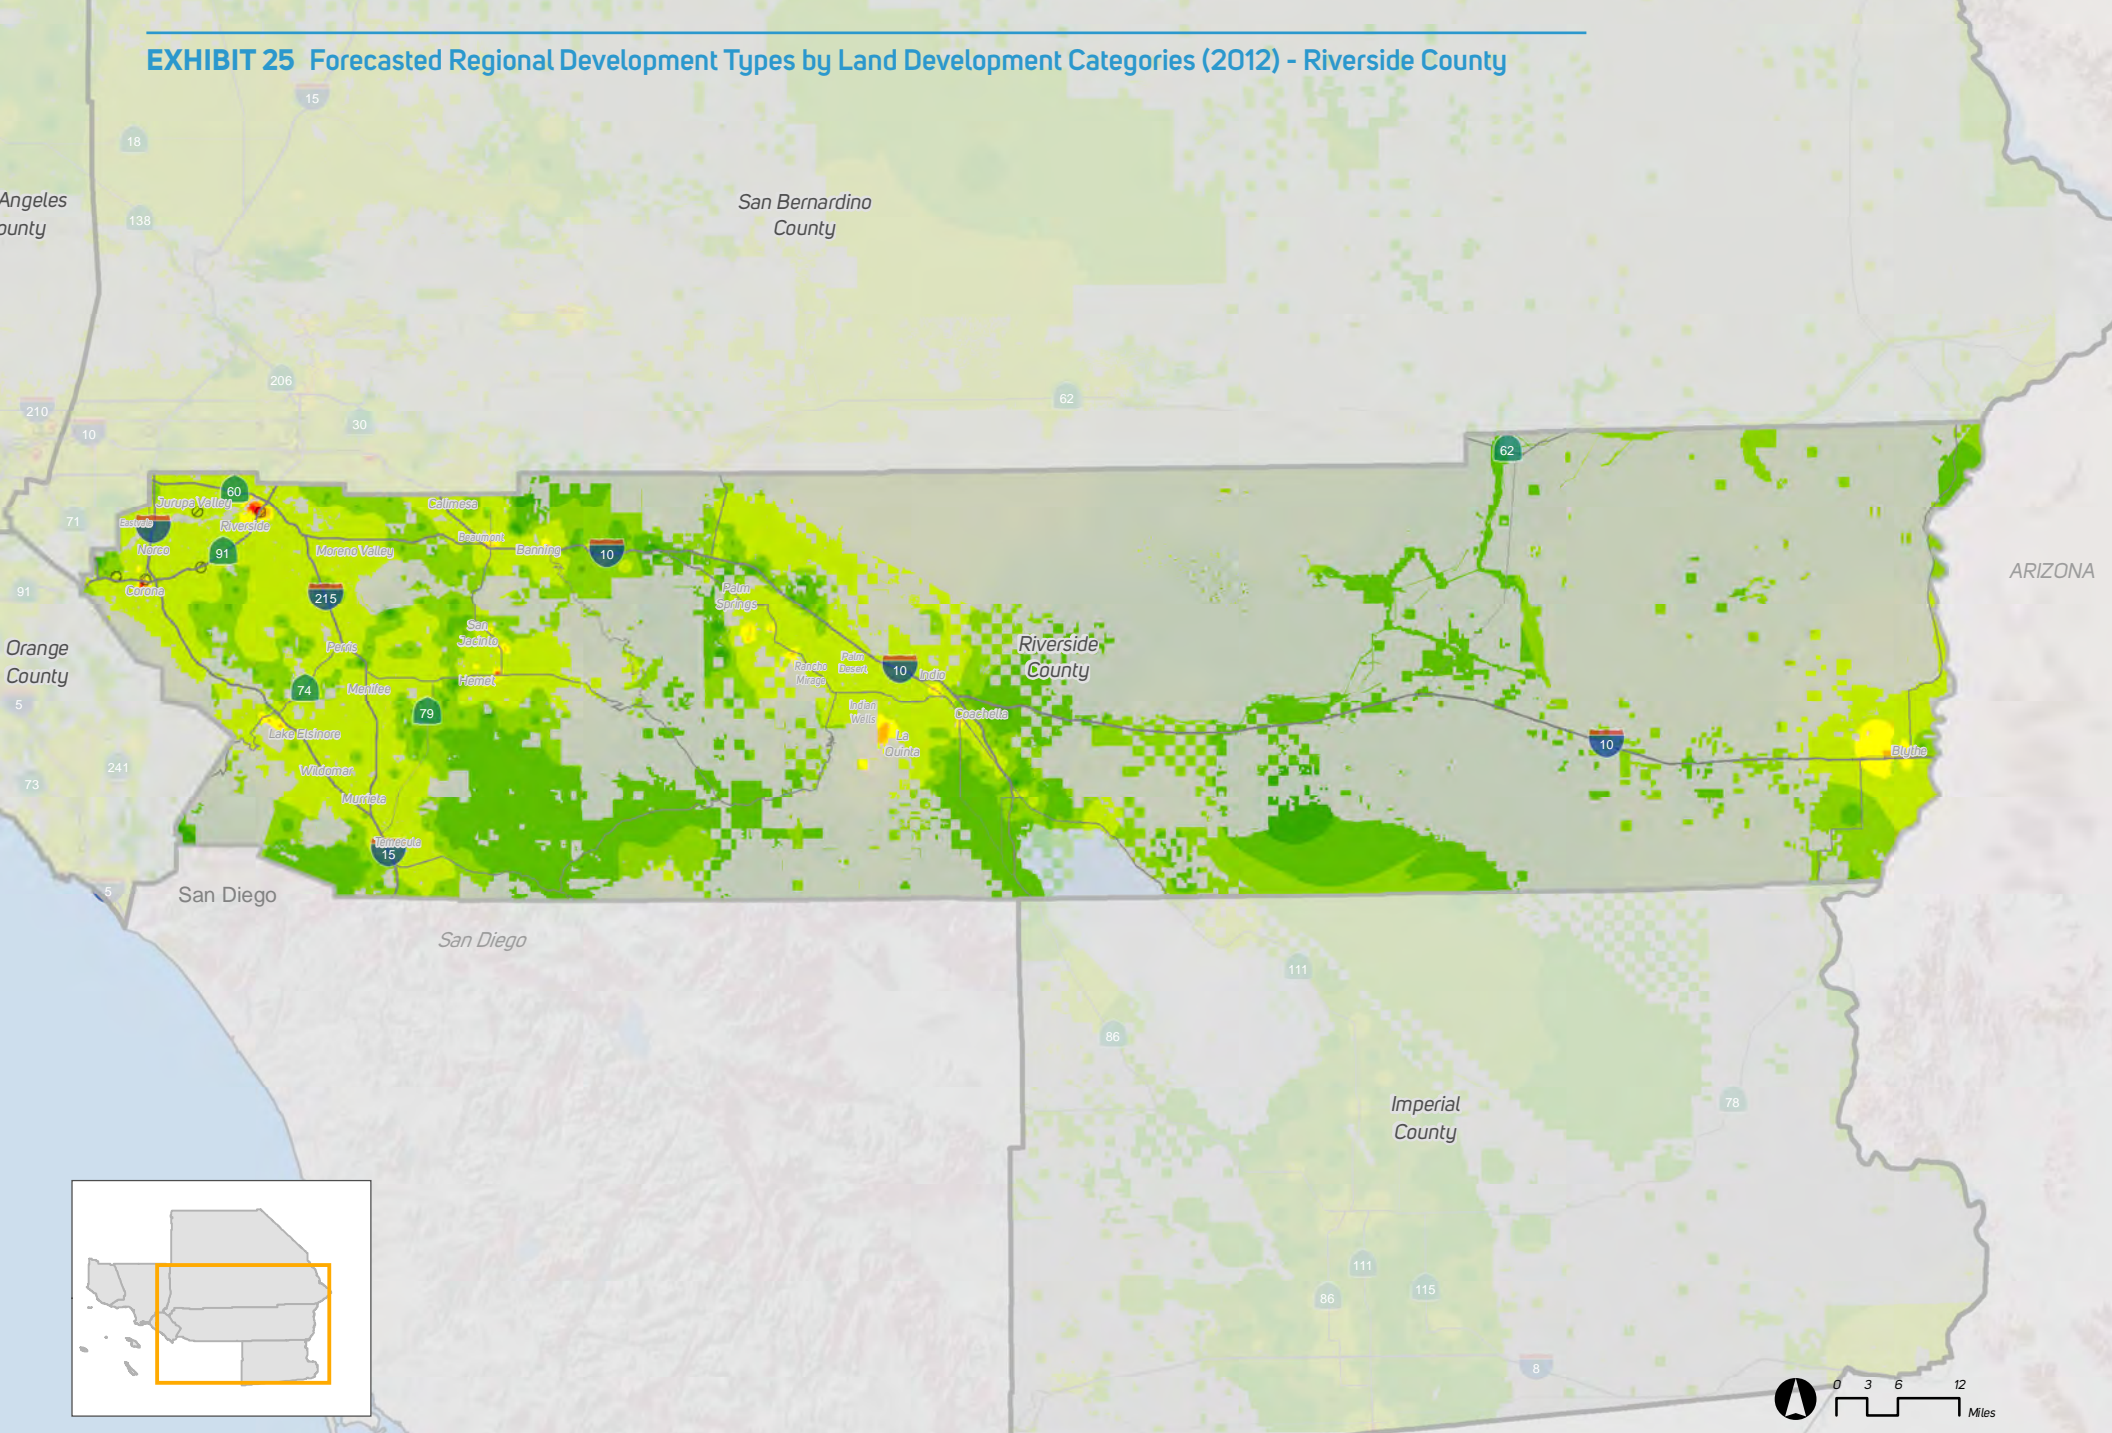 EXHIBIT 25 Forecasted Regional Development Types by Land Development Categories (2012) - Riverside County
15
18
Angeles
ounty
138
San Bernardino
County
206
210
10
30
62
62
60
Jurupa Valley
Calimesa
71
Eastvale
Riverside
91
Norco
Moreno Valley
Beaumont
Banning
10
ARIZONA
91
Corona
215
Palm
Springs
San
Jacinto
Orange
County
Perris
Riverside
County
Palm
Desert
Rancho
Mirage
10
Indio
Hemet
74
Menifee
5
79
Indian
Wells
Coachella
Lake Elsinore
La
Quinta
10
Blythe
241
Wildomar
73
Murrieta
Temecula
15
5
San Diego
San Diego
111
86
78
Imperial
County
111
86
115
8
0 3 6 12
Miles